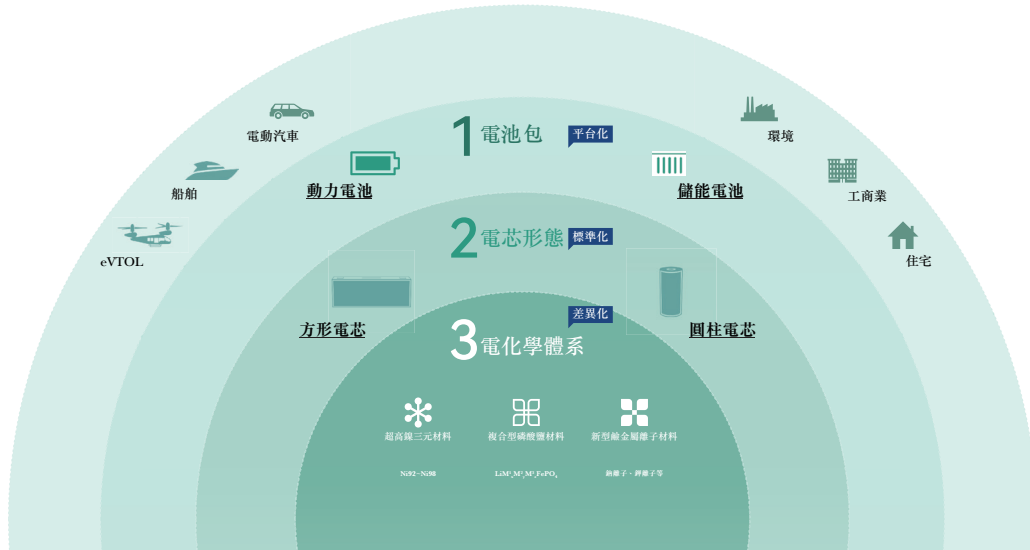 1 電池包 平台化
電動汽車
環境
船舶
動力電池
儲能電池
工商業
eVTOL
2 電芯形態 標準化
住宅
方形電芯
圓柱電芯
3 電化學體系 差異化
超高鎳三元材料
複合型磷酸鹽材料
新型鹼金屬離子材料
Ni92~Ni98
鈉離子、鉀離子等